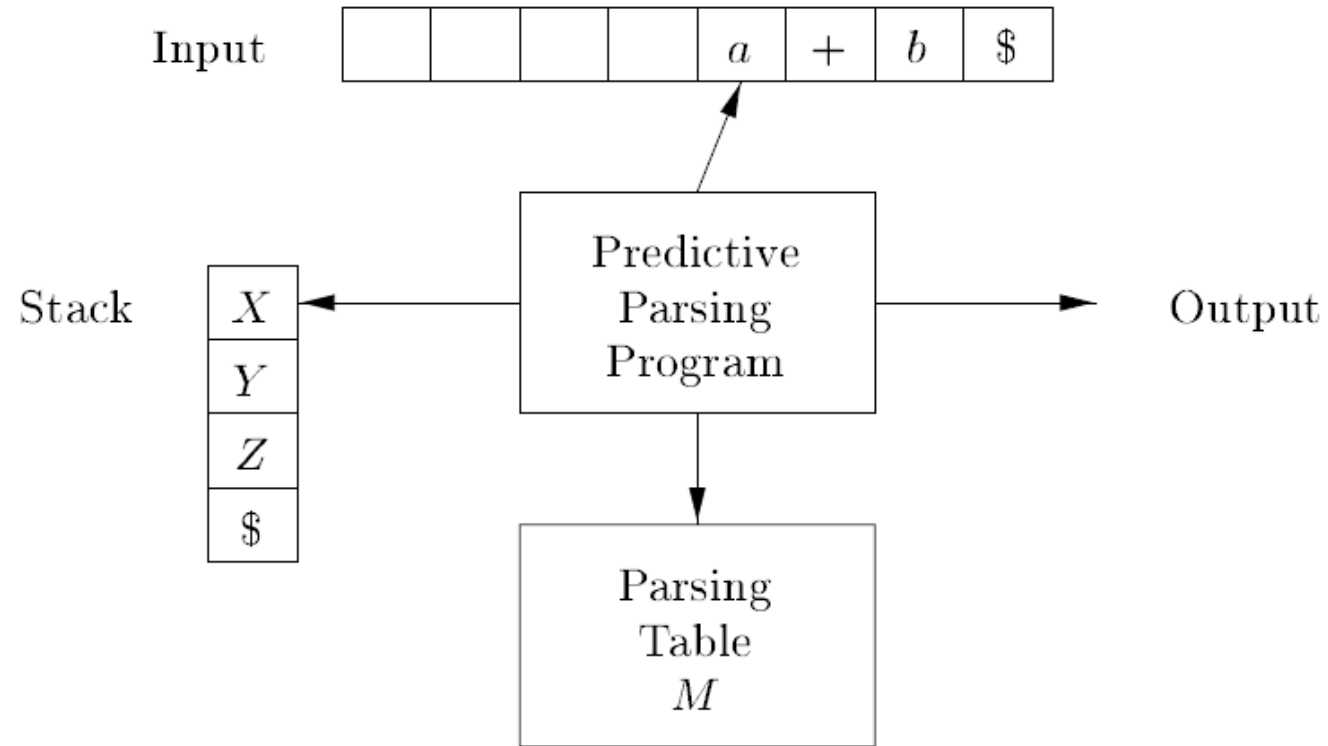 Input a + b $
Predictive
Parsing
Program
Stack X
Y
Z
$
Output
Parsing
Table
M